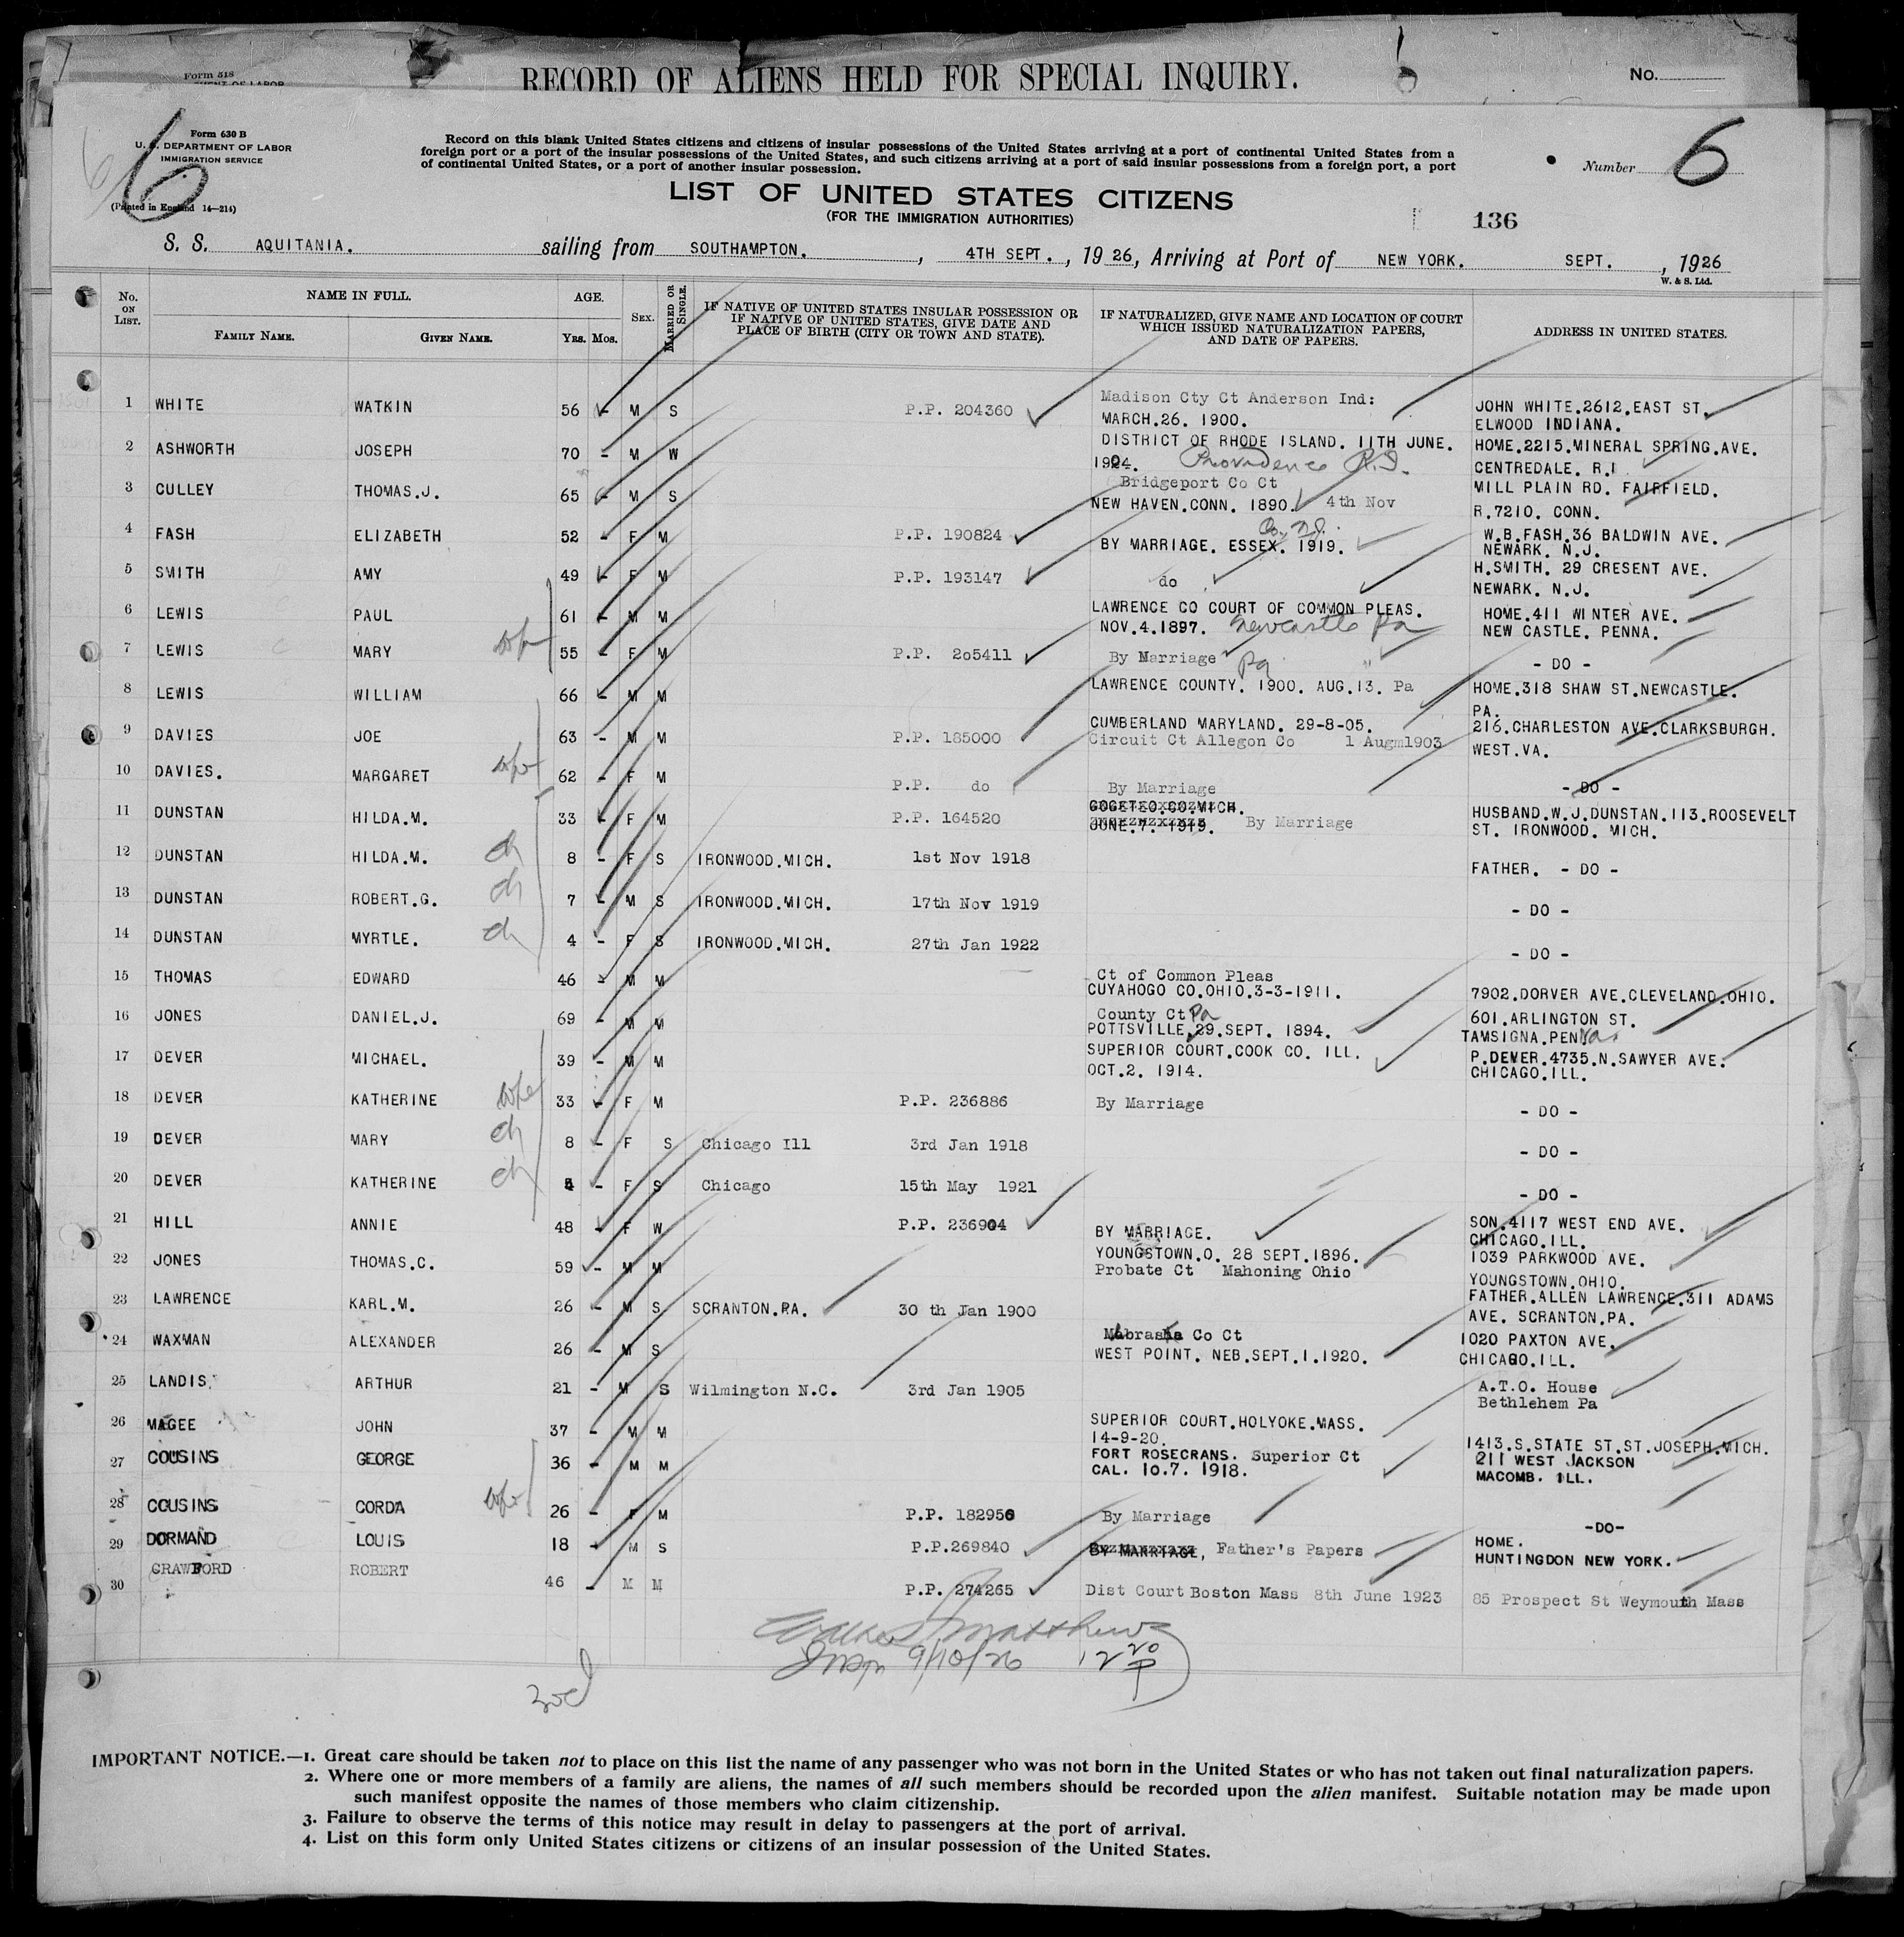 Form 318
RECORD OF ALIENS HELD FOR SPECIAL INQUIRY.
No.
6
Form 630 B
U. S. DEPARTMENT OF LABOR
IMMIGRATION SERVICE
(Printed in England 14—214)
6
Record on this blank United States citizens and citizens of insular possessions of the United States arriving at a port of continental United States from a
foreign port or a port of the insular possessions of the United States, and such citizens arriving at a port of said insular possessions from a foreign port, a port
of continental United States, or a port of another insular possession.
Number 6
LIST OF UNITED STATES CITIZENS
(FOR THE IMMIGRATION AUTHORITIES)
136
S. S. AQUITANIA. sailing from SOUTHAMPTON. , 4TH SEPT. , 1926, Arriving at Port of NEW YORK. SEPT. , 1926
W. & S. Ltd.
No. ON LIST. NAME IN FULL. AGE. SEX. MARRIED OR SINGLE. IF NATIVE OF UNITED STATES INSULAR POSSESSION OR IF NATIVE OF UNITED STATES, GIVE DATE AND PLACE OF BIRTH (CITY OR TOWN AND STATE). IF NATURALIZED, GIVE NAME AND LOCATION OF COURT WHICH ISSUED NATURALIZATION PAPERS, AND DATE OF PAPERS. ADDRESS IN UNITED STATES.
FAMILY NAME. GIVEN NAME. YRS. MOS.
1 WHITE WATKIN 56 - M S P.P. 204360 Madison Cty Ct Anderson Ind: MARCH.26. 1900. JOHN WHITE.2612.EAST ST. ELWOOD INDIANA.
2 ASHWORTH JOSEPH 70 - M W DISTRICT OF RHODE ISLAND. 11TH JUNE. 1904. Providence R.I. HOME.2215.MINERAL SPRING.AVE. CENTREDALE. R.I
3 CULLEY THOMAS.J. 65 - M S Bridgeport Co Ct NEW HAVEN.CONN. 1890. 4th Nov MILL PLAIN RD. FAIRFIELD. R.7210. CONN.
4 FASH ELIZABETH 52 - F M P.P. 190824 Co. N.J. BY MARRIAGE. ESSEX. 1919. W.B.FASH.36 BALDWIN AVE. NEWARK. N.J.
5 SMITH AMY 49 - F M P.P. 193147 do H.SMITH. 29 CRESENT AVE. NEWARK. N.J.
6 LEWIS PAUL 61 - M M LAWRENCE CO COURT OF COMMON PLEAS. NOV.4.1897. Newcastle Pa HOME.411 WINTER AVE. NEW CASTLE. PENNA.
7 LEWIS MARY wife 55 - F M P.P. 2o5411 By Marriage Pa " - DO -
8 LEWIS WILLIAM 66 - M M LAWRENCE COUNTY. 1900. AUG.13. Pa HOME.318 SHAW ST.NEWCASTLE. PA.
9 DAVIES JOE 63 - M M P.P. 185000 CUMBERLAND MARYLAND. 29-8-05. Circuit Ct Allegon Co 1 Augm1903 216.CHARLESTON AVE.CLARKSBURGH. WEST.VA.
10 DAVIES. MARGARET wife 62 - F M P.P. do By Marriage - DO -
11 DUNSTAN HILDA.M. 33 - F M P.P. 164520 GOGETEO.CO.MICH. JUNE.7. 1919. By Marriage HUSBAND.W.J.DUNSTAN.113.ROOSEVELT ST. IRONWOOD. MICH.
12 DUNSTAN HILDA.M. ch 8 - F S IRONWOOD.MICH. 1st Nov 1918 FATHER. - DO -
13 DUNSTAN ROBERT.G. ch 7 - M S IRONWOOD.MICH. 17th Nov 1919 - DO -
14 DUNSTAN MYRTLE. ch 4 - F S IRONWOOD.MICH. 27th Jan 1922 - DO -
15 THOMAS EDWARD 46 - M M Ct of Common Pleas CUYAHOGO CO.OHIO.3-3-1911. 7902.DORVER AVE.CLEVELAND.OHIO.
16 JONES DANIEL.J. 69 - M M County Ct Pa POTTSVILLE.29.SEPT. 1894. 601.ARLINGTON ST. TAMSIGNA.PENNa.
17 DEVER MICHAEL. 39 - M M SUPERIOR COURT.COOK CO. ILL. OCT.2. 1914. P.DEVER.4735.N.SAWYER AVE. CHICAGO.ILL.
18 DEVER KATHERINE wife 33 - F M P.P. 236886 By Marriage - DO -
19 DEVER MARY ch 8 - F S Chicago Ill 3rd Jan 1918 - DO -
20 DEVER KATHERINE ch - F S Chicago 15th May 1921 - DO -
21 HILL ANNIE 48 - F W P.P. 236904 BY MARRIAGE. SON.4117 WEST END AVE. CHICAGO.ILL.
22 JONES THOMAS.C. 59 - M M YOUNGSTOWN.O. 28 SEPT.1896. Probate Ct Mahoning Ohio 1039 PARKWOOD AVE. YOUNGSTOWN.OHIO.
23 LAWRENCE KARL.M. 26 - M S SCRANTON.PA. 30 th Jan 1900 FATHER.ALLEN LAWRENCE.311 ADAMS AVE. SCRANTON.PA.
24 WAXMAN ALEXANDER 26 - M S Co Ct WEST POINT. NEB.SEPT.1.1920. 1020 PAXTON AVE. CHICAGO.ILL.
25 LANDIS. ARTHUR 21 - M S Wilmington N.C. 3rd Jan 1905 A.T.O. House Bethlehem Pa
26 MAGEE JOHN 37 - M M SUPERIOR COURT.HOLYOKE.MASS. 14-9-20. 1413.S.STATE ST.ST.JOSEPH.MICH.
27 COUSINS GEORGE 36 - M M FORT ROSECRANS. Superior Ct CAL. 1o.7. 1918. 211 WEST JACKSON MACOMB. ILL.
28 COUSINS CORDA wife 26 - F M P.P. 182950 By Marriage -DO-
29 DORMAND LOUIS 18 - M S P.P.269840 BY MARRIAGE, Father's Papers HOME. HUNTINGDON NEW YORK.
30 CRAWFORD ROBERT 46 - M M P.P. 274265 Dist Court Boston Mass 8th June 1923 85 Prospect St Weymouth Mass
Matthews
Insp 9/10/26 12 20 P
IMPORTANT NOTICE.—1. Great care should be taken not to place on this list the name of any passenger who was not born in the United States or who has not taken out final naturalization papers.
2. Where one or more members of a family are aliens, the names of all such members should be recorded upon the alien manifest. Suitable notation may be made upon
such manifest opposite the names of those members who claim citizenship.
3. Failure to observe the terms of this notice may result in delay to passengers at the port of arrival.
4. List on this form only United States citizens or citizens of an insular possession of the United States.